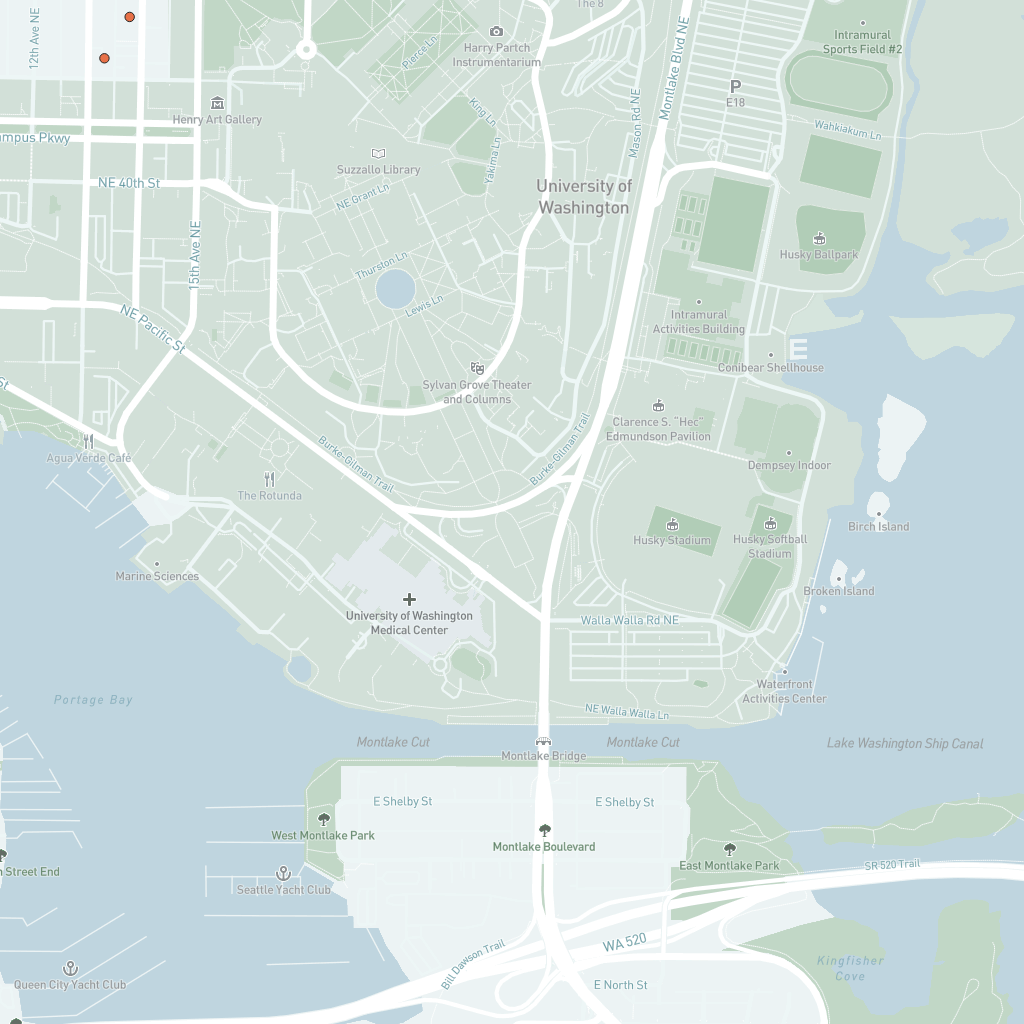 The 8
12th Ave NE
Pierce Ln
Harry Partch
Instrumentarium
Montlake Blvd NE
Intramural
Sports Field #2
P
E18
Mason Rd NE
King Ln
Henry Art Gallery
Wahkiakum Ln
ampus Pkwy
Suzzallo Library
Yakima Ln
NE 40th St
NE Grant Ln
University of
Washington
15th Ave NE
Husky Ballpark
Thurston Ln
Lewis Ln
NE Pacific St
Intramural
Activities Building
Conibear Shellhouse
St
Sylvan Grove Theater
and Columns
Clarence S. "Hec"
Edmundson Pavilion
Burke-Gilman Trail
Burke-Gilman Trail
Agua Verde Café
Dempsey Indoor
The Rotunda
Birch Island
Husky Stadium
Husky Softball
Stadium
Marine Sciences
Broken Island
University of Washington
Medical Center
Walla Walla Rd NE
Waterfront
Activities Center
Portage Bay
NE Walla Walla Ln
Montlake Cut
Montlake Cut
Lake Washington Ship Canal
Montlake Bridge
E Shelby St
E Shelby St
West Montlake Park
Montlake Boulevard
East Montlake Park
SR 520 Trail
n Street End
Seattle Yacht Club
Bill Dawson Trail
WA 520
Kingfisher
Cove
Queen City Yacht Club
E North St